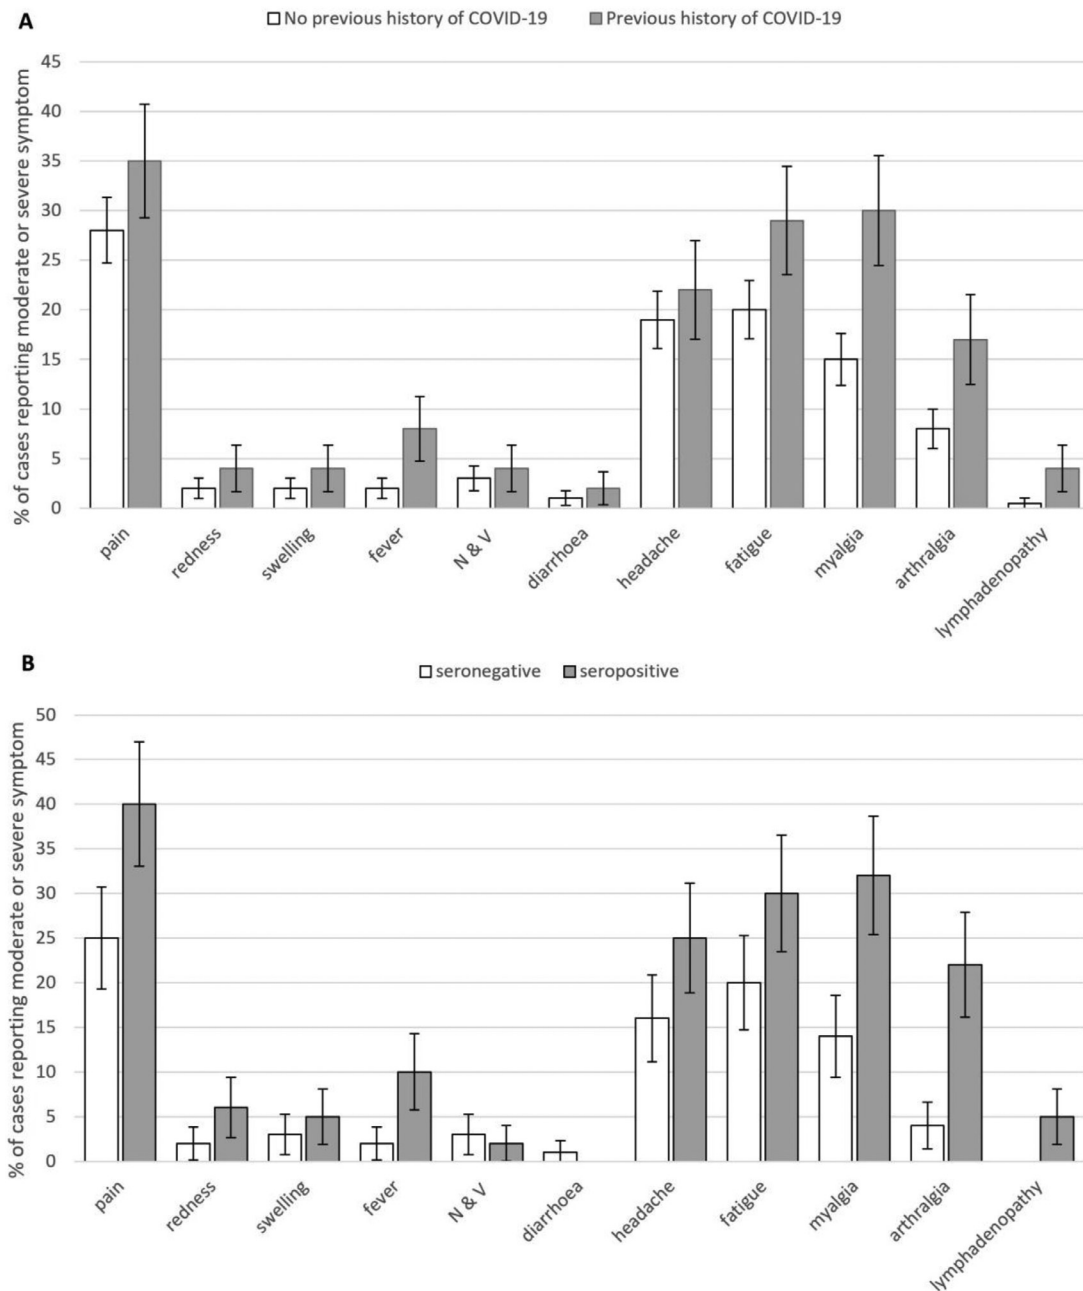 A
No previous history of COVID-19 Previous history of COVID-19
% of cases reporting moderate or severe symptom
45
40
35
30
25
20
15
10
5
0
pain redness swelling fever N & V diarrhoea headache fatigue myalgia arthralgia lymphadenopathy
B
seronegative seropositive
% of cases reporting moderate or severe symptom
50
45
40
35
30
25
20
15
10
5
0
pain redness swelling fever N & V diarrhoea headache fatigue myalgia arthralgia lymphadenopathy